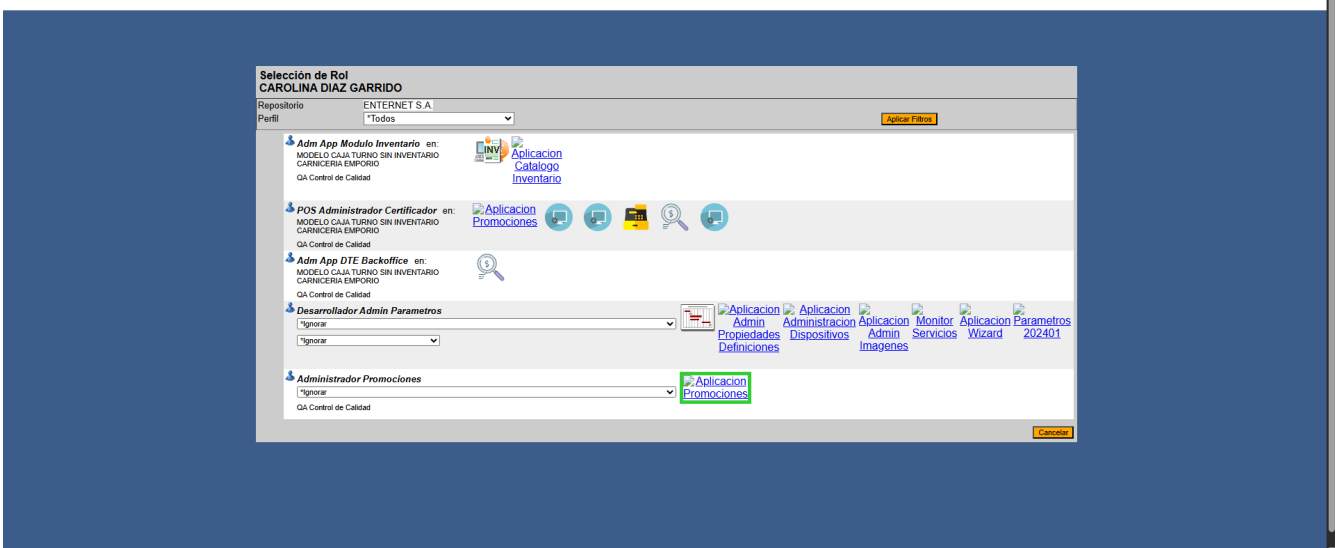 Selección de Rol
CAROLINA DIAZ GARRIDO
Repositorio ENTERNET S.A.
Perfil *Todos Aplicar Filtros
Adm App Modulo Inventario en:
MODELO CAJA TURNO SIN INVENTARIO
CARNICERIA EMPORIO
QA Control de Calidad
INV
Aplicacion
Catalogo
Inventario
POS Administrador Certificador en:
MODELO CAJA TURNO SIN INVENTARIO
CARNICERIA EMPORIO
QA Control de Calidad
Aplicacion
Promociones
Adm App DTE Backoffice en:
MODELO CAJA TURNO SIN INVENTARIO
CARNICERIA EMPORIO
QA Control de Calidad
Desarrollador Admin Parametros
*Ignorar
*Ignorar
Aplicacion
Admin
Propiedades
Definiciones
Aplicacion
Administracion
Dispositivos
Aplicacion
Admin
Imagenes
Monitor
Servicios
Aplicacion
Wizard
Parametros
202401
Administrador Promociones
*Ignorar
QA Control de Calidad
Aplicacion
Promociones
Cancelar